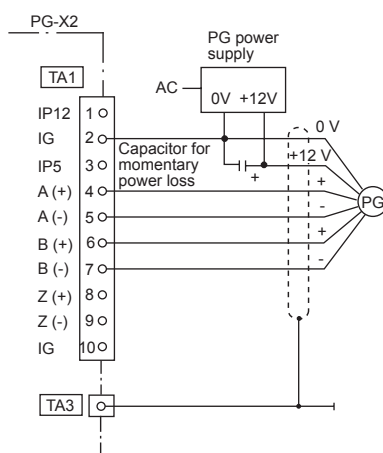 PG-X2
PG power
supply
TA1
AC
0V +12V
IP12 1
0 V
IG 2
Capacitor for
momentary
power loss
+12 V
IP5 3
+
A (+) 4
+
A (-) 5
-
PG
B (+) 6
+
B (-) 7
-
Z (+) 8
Z (-) 9
IG 10
TA3